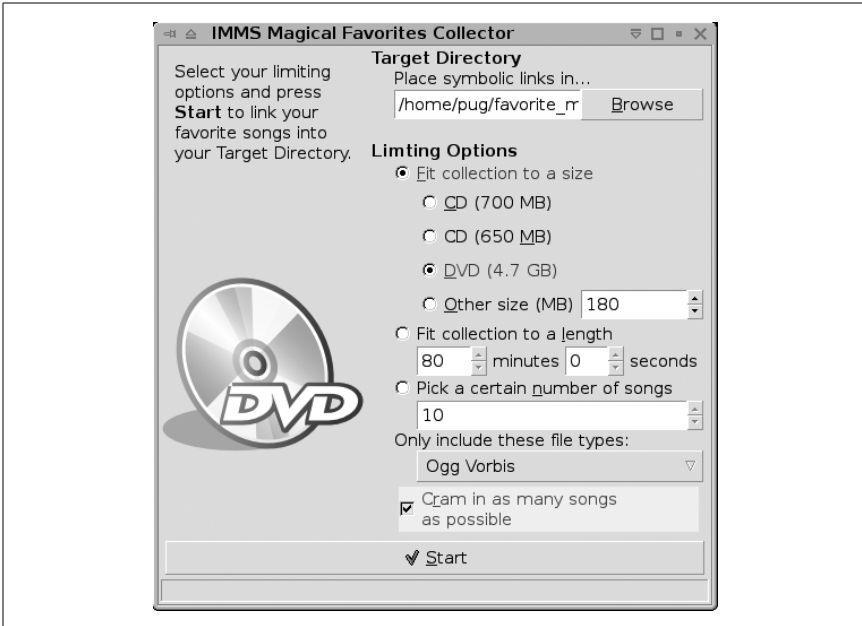 IMMS Magical Favorites Collector
Select your limiting
options and press
Start to link your
favorite songs into
your Target Directory.
Target Directory
Place symbolic links in...
/home/pug/favorite_m
Browse
Limting Options
Fit collection to a size
CD (700 MB)
CD (650 MB)
DVD (4.7 GB)
Other size (MB) 180
Fit collection to a length
80 minutes 0 seconds
Pick a certain number of songs
10
Only include these file types:
Ogg Vorbis
Cram in as many songs
as possible
DVD
Start